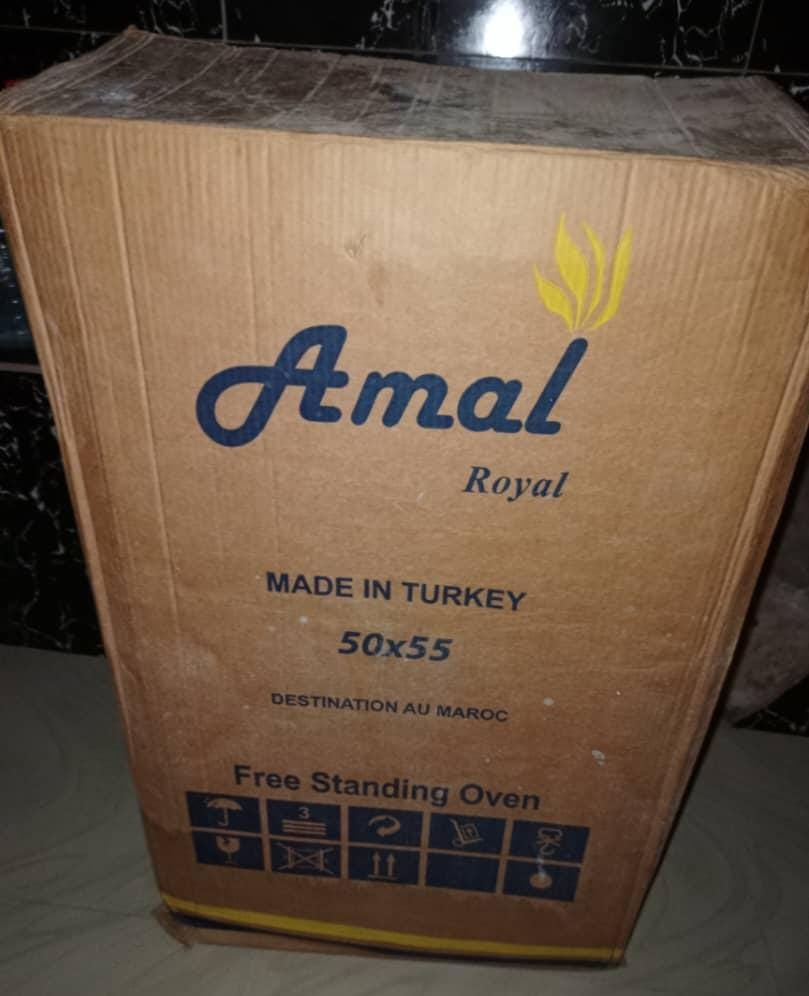 Amal
Royal
MADE IN TURKEY
50x55
DESTINATION AU MAROC
Free Standing Oven
3